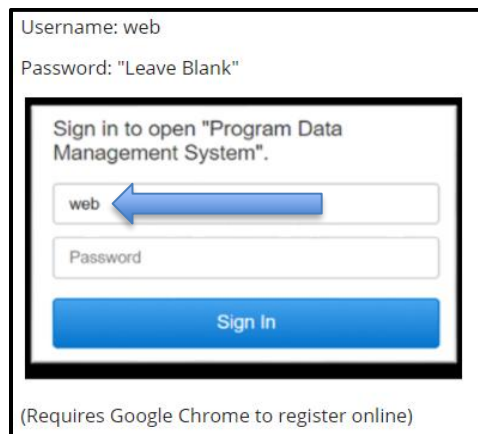 Username: web
Password: "Leave Blank"
Sign in to open "Program Data
Management System".
web
Password
Sign In
(Requires Google Chrome to register online)